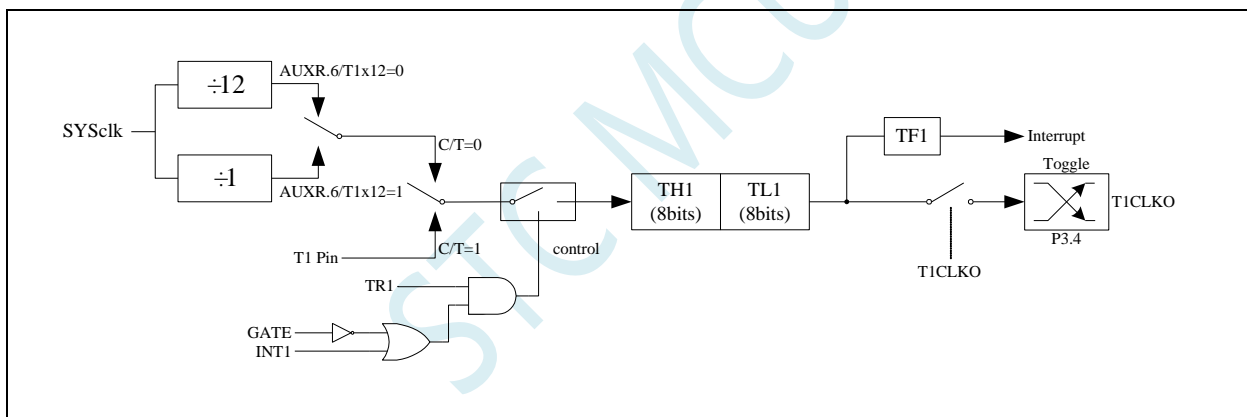 SYSclk
÷12
AUXR.6/T1x12=0
÷1
AUXR.6/T1x12=1
C/T=0
C/T=1
T1 Pin
TR1
GATE
INT1
control
TH1
(8bits)
TL1
(8bits)
TF1
Interrupt
Toggle
T1CLKO
P3.4
T1CLKO
STC MCU